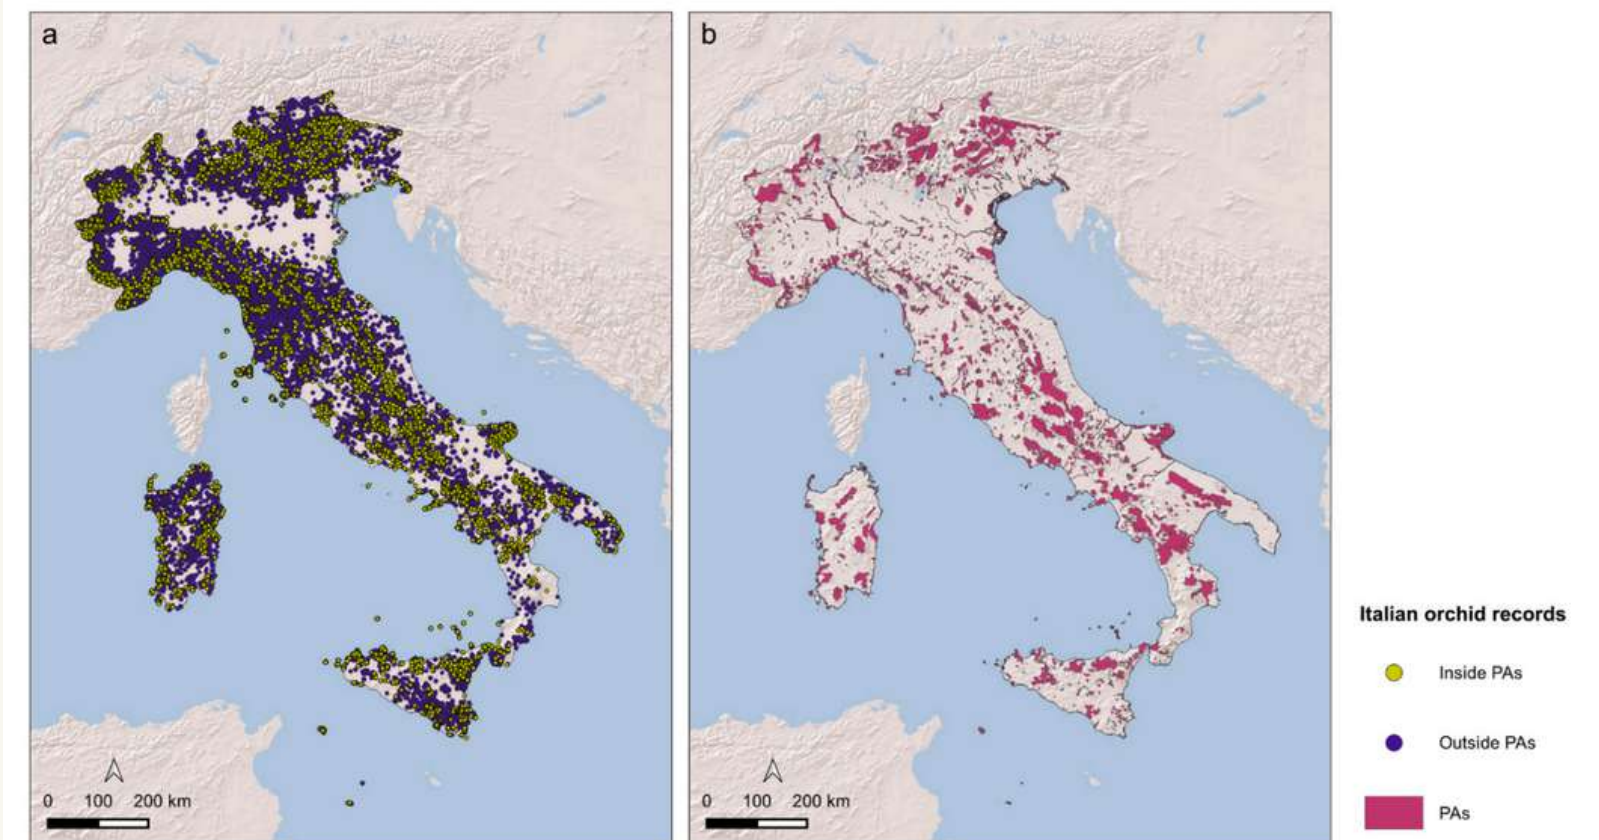 a
b
0 100 200 km
0 100 200 km
Italian orchid records
Inside PAs
Outside PAs
PAs